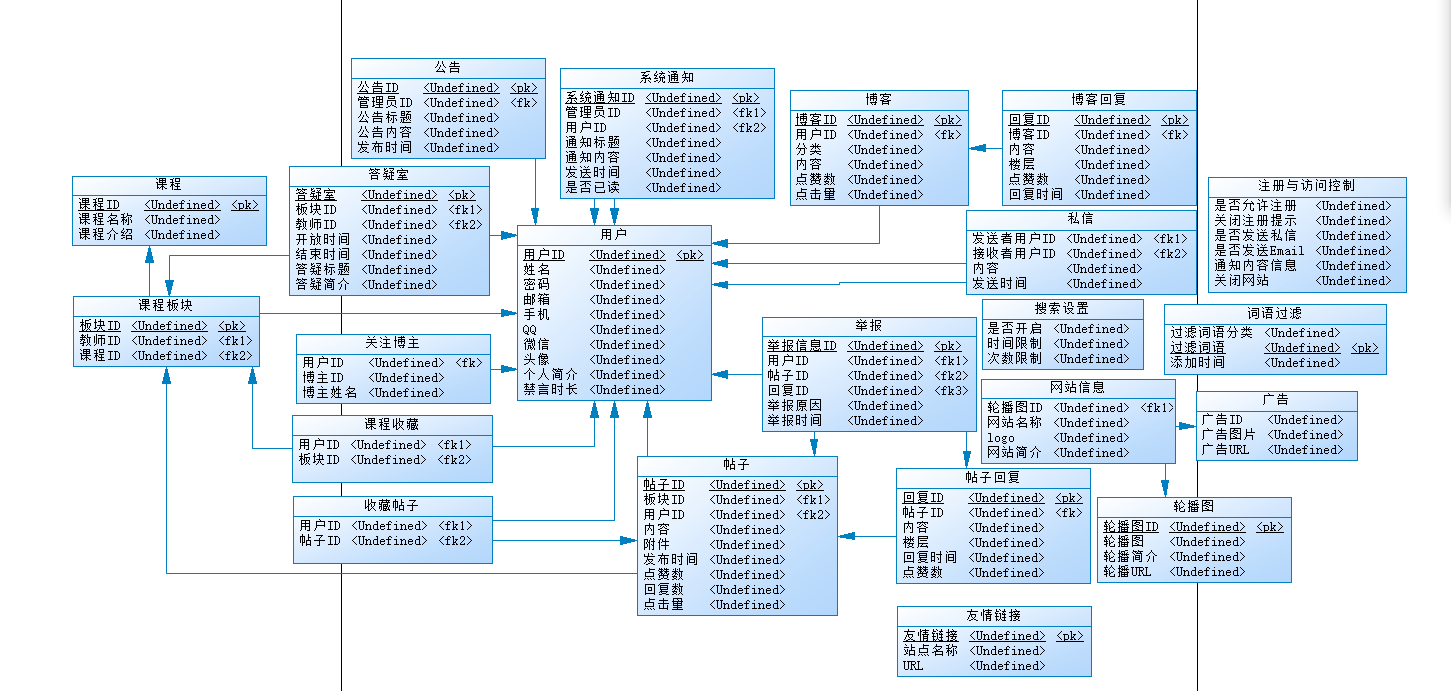 公告
公告ID <Undefined> <pk>
管理员ID <Undefined> <fk>
公告标题 <Undefined>
公告内容 <Undefined>
发布时间 <Undefined>
系统通知
系统通知ID <Undefined> <pk>
管理员ID <Undefined> <fk1>
用户ID <Undefined> <fk2>
通知标题 <Undefined>
通知内容 <Undefined>
发送时间 <Undefined>
是否已读 <Undefined>
博客
博客ID <Undefined> <pk>
用户ID <Undefined> <fk>
分类 <Undefined>
内容 <Undefined>
点赞数 <Undefined>
点击量 <Undefined>
博客回复
回复ID <Undefined> <pk>
博客ID <Undefined> <fk>
内容 <Undefined>
楼层 <Undefined>
点赞数 <Undefined>
回复时间 <Undefined>
课程
课程ID <Undefined> <pk>
课程名称 <Undefined>
课程介绍 <Undefined>
答疑室
答疑室 <Undefined> <pk>
板块ID <Undefined> <fk1>
教师ID <Undefined> <fk2>
开放时间 <Undefined>
结束时间 <Undefined>
答疑标题 <Undefined>
答疑简介 <Undefined>
用户
用户ID <Undefined> <pk>
姓名 <Undefined>
密码 <Undefined>
邮箱 <Undefined>
手机 <Undefined>
QQ <Undefined>
微信 <Undefined>
头像 <Undefined>
个人简介 <Undefined>
禁言时长 <Undefined>
私信
发送者用户ID <Undefined> <fk1>
接收者用户ID <Undefined> <fk2>
内容 <Undefined>
发送时间 <Undefined>
注册与访问控制
是否允许注册 <Undefined>
关闭注册提示 <Undefined>
是否发送私信 <Undefined>
是否发送Email <Undefined>
通知内容信息 <Undefined>
关闭网站 <Undefined>
课程板块
板块ID <Undefined> <pk>
教师ID <Undefined> <fk1>
课程ID <Undefined> <fk2>
关注博主
用户ID <Undefined> <fk>
博主ID <Undefined>
博主姓名 <Undefined>
举报
举报信息ID <Undefined> <pk>
用户ID <Undefined> <fk1>
帖子ID <Undefined> <fk2>
回复ID <Undefined> <fk3>
举报原因 <Undefined>
举报时间 <Undefined>
搜索设置
是否开启 <Undefined>
时间限制 <Undefined>
次数限制 <Undefined>
词语过滤
过滤词语分类 <Undefined>
过滤词语 <Undefined> <pk>
添加时间 <Undefined>
网站信息
轮播图ID <Undefined> <fk1>
网站名称 <Undefined>
logo <Undefined>
网站简介 <Undefined>
广告
广告ID <Undefined>
广告图片 <Undefined>
广告URL <Undefined>
课程收藏
用户ID <Undefined> <fk1>
板块ID <Undefined> <fk2>
收藏帖子
用户ID <Undefined> <fk1>
帖子ID <Undefined> <fk2>
帖子
帖子ID <Undefined> <pk>
板块ID <Undefined> <fk1>
用户ID <Undefined> <fk2>
内容 <Undefined>
附件 <Undefined>
发布时间 <Undefined>
点赞数 <Undefined>
回复数 <Undefined>
点击量 <Undefined>
帖子回复
回复ID <Undefined> <pk>
帖子ID <Undefined> <fk>
内容 <Undefined>
楼层 <Undefined>
回复时间 <Undefined>
点赞数 <Undefined>
轮播图
轮播图ID <Undefined> <pk>
轮播图 <Undefined>
轮播简介 <Undefined>
轮播URL <Undefined>
友情链接
友情链接 <Undefined> <pk>
站点名称 <Undefined>
URL <Undefined>